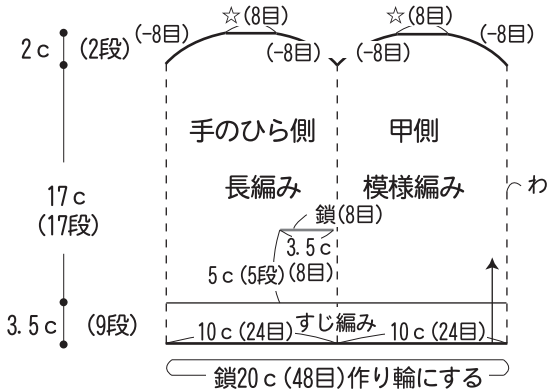 ☆(8目)
☆(8目)
(-8目)
(-8目)
(-8目)
(-8目)
2c
(2段)
手のひら側
甲側
長編み
模様編み
わ
17c
(17段)
鎖(8目)
3.5c
(8目)
5c(5段)
3.5c
(9段)
すじ編み
10c(24目)
10c(24目)
鎖20c(48目)作り輪にする